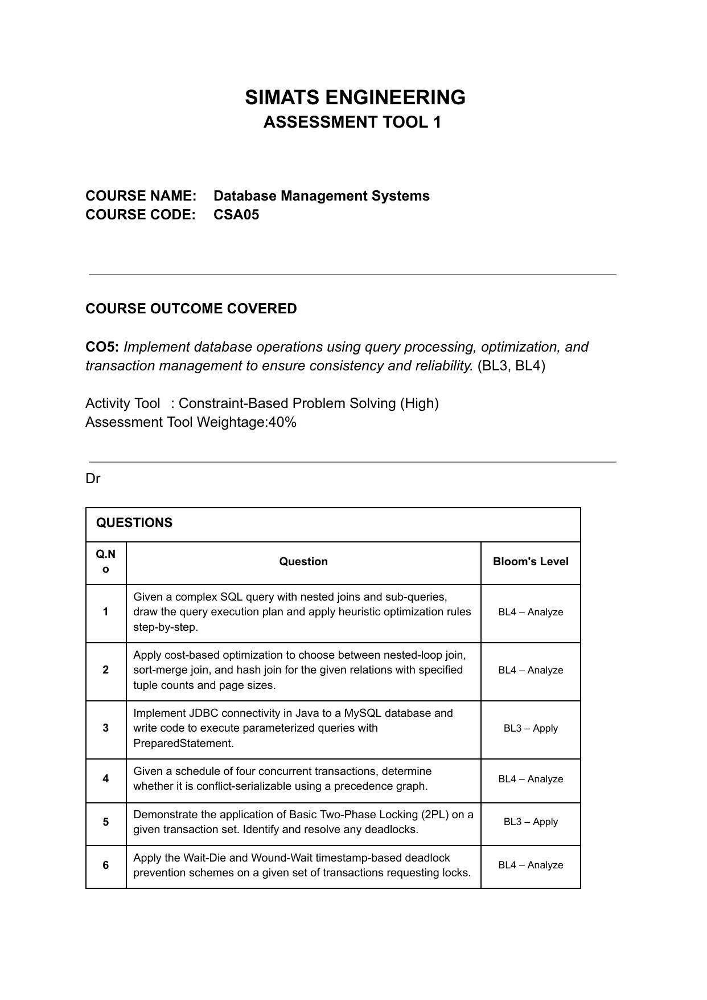 SIMATS ENGINEERING
ASSESSMENT TOOL 1
COURSE NAME: Database Management Systems
COURSE CODE: CSA05
COURSE OUTCOME COVERED
CO5: Implement database operations using query processing, optimization, and
transaction management to ensure consistency and reliability. (BL3, BL4)
Activity Tool : Constraint-Based Problem Solving (High)
Assessment Tool Weightage:40%
Dr
QUESTIONS
Q.N
o
Question
Bloom's Level
1
Given a complex SQL query with nested joins and sub-queries,
draw the query execution plan and apply heuristic optimization rules
step-by-step.
BL4 – Analyze
2
Apply cost-based optimization to choose between nested-loop join,
sort-merge join, and hash join for the given relations with specified
tuple counts and page sizes.
BL4 – Analyze
3
Implement JDBC connectivity in Java to a MySQL database and
write code to execute parameterized queries with
PreparedStatement.
BL3 – Apply
4
Given a schedule of four concurrent transactions, determine
whether it is conflict-serializable using a precedence graph.
BL4 – Analyze
5
Demonstrate the application of Basic Two-Phase Locking (2PL) on a
given transaction set. Identify and resolve any deadlocks.
BL3 – Apply
6
Apply the Wait-Die and Wound-Wait timestamp-based deadlock
prevention schemes on a given set of transactions requesting locks.
BL4 – Analyze